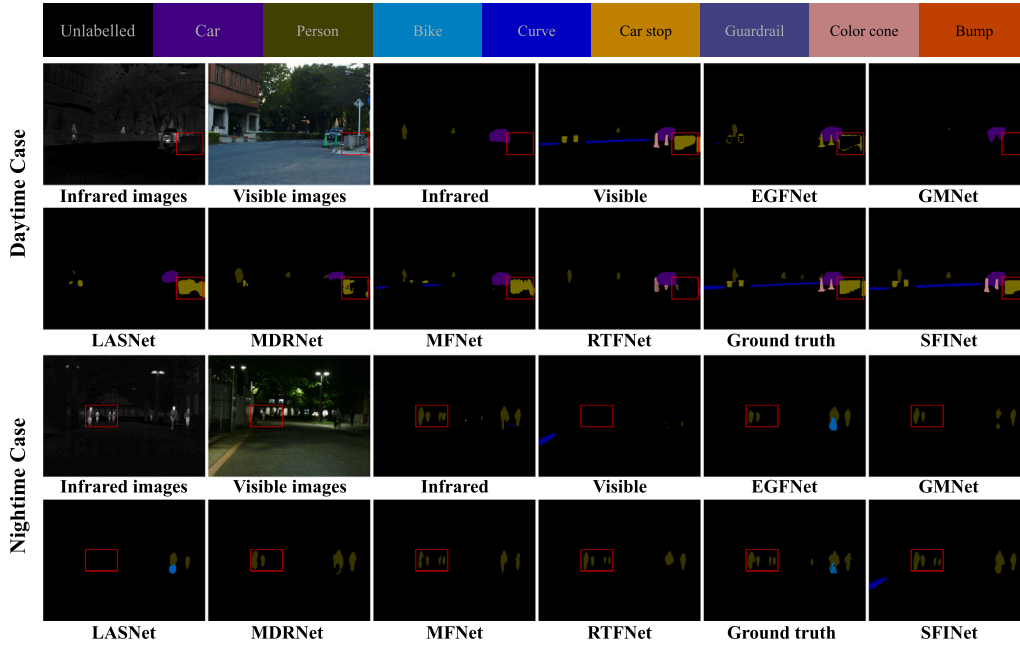 Unlabelled Car Person Bike Curve Car stop Guardrail Color cone Bump
Daytime Case
Infrared images Visible images Infrared Visible EGFNet GMNet
LASNet MDRNet MFNet RTFNet Ground truth SFINet
Nightime Case
Infrared images Visible images Infrared Visible EGFNet GMNet
LASNet MDRNet MFNet RTFNet Ground truth SFINet